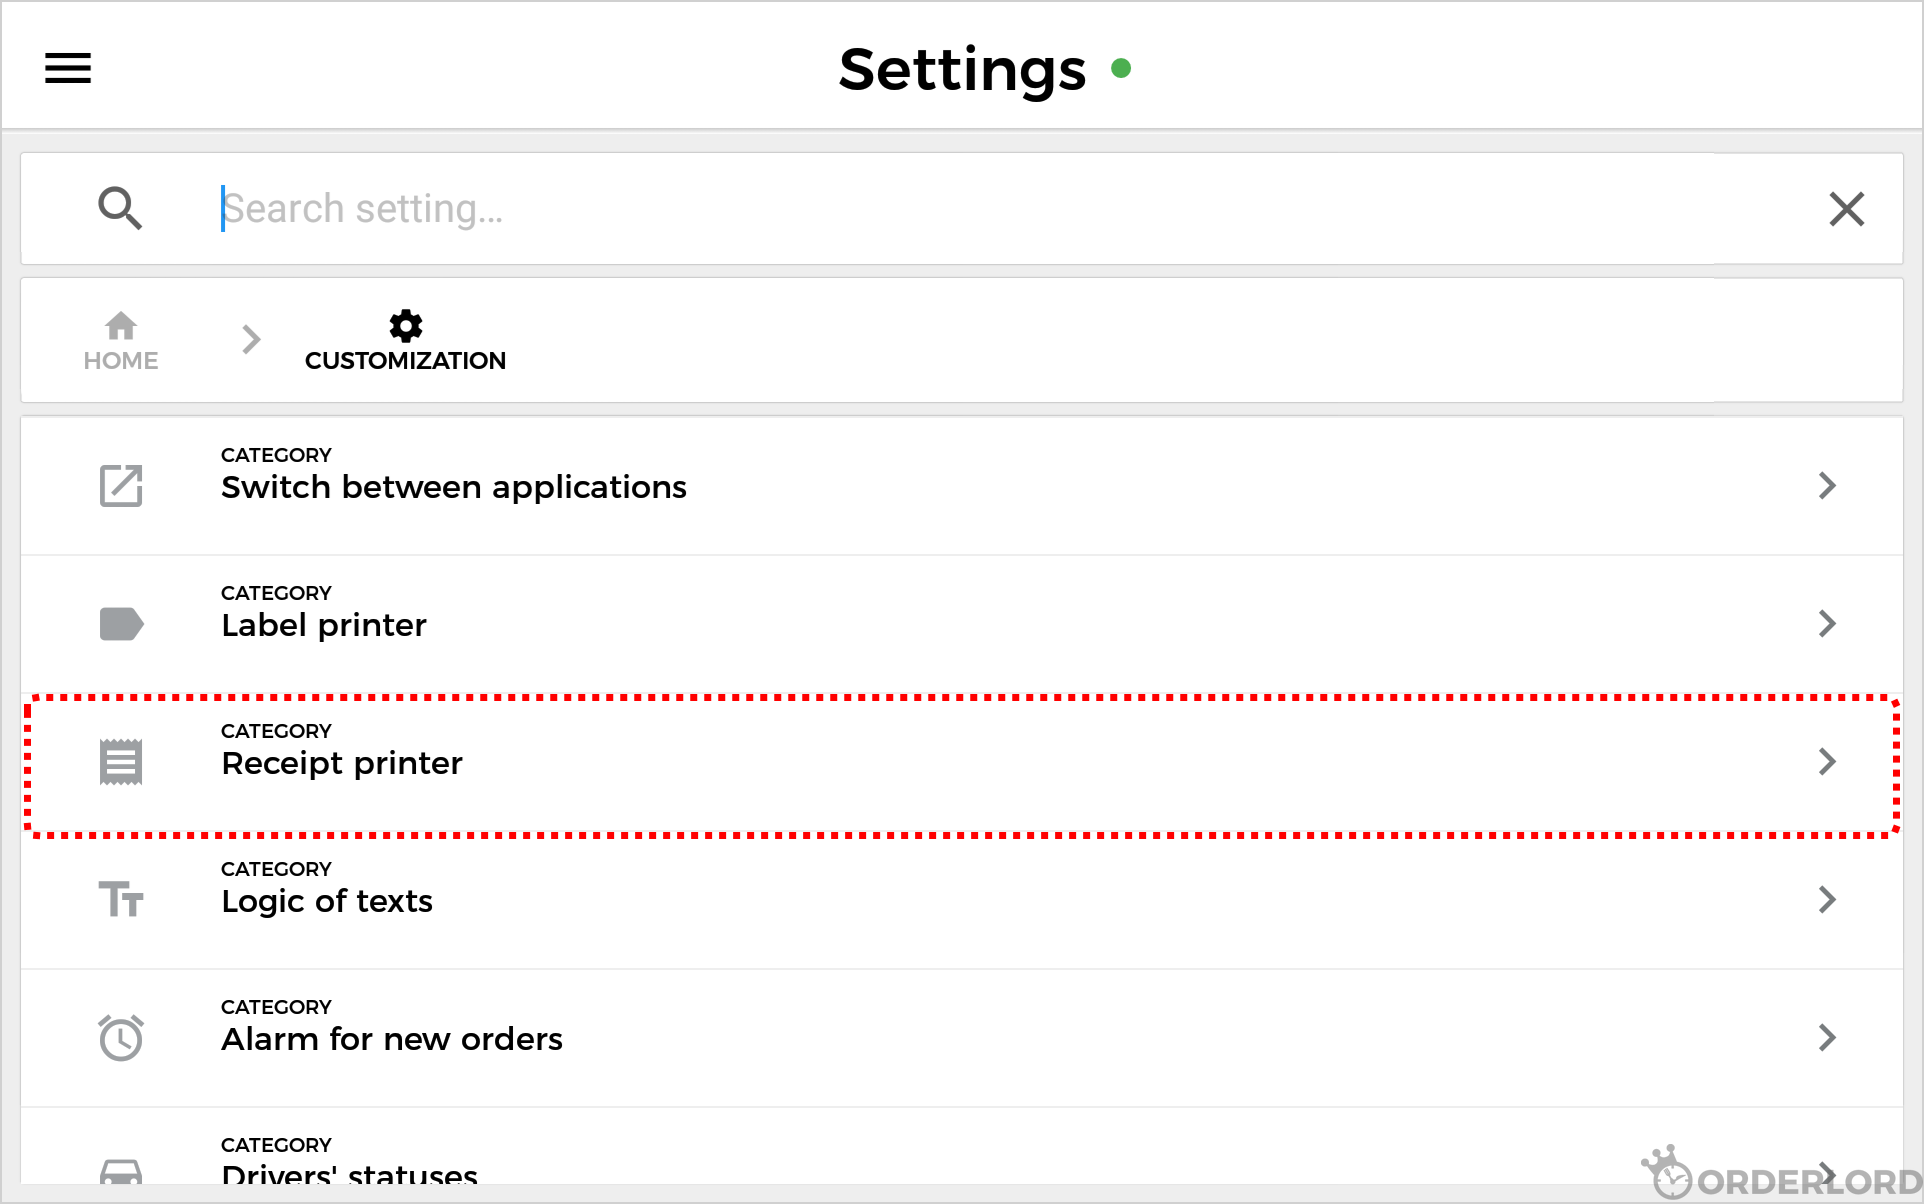 Settings
Search setting...
HOME
CUSTOMIZATION
CATEGORY
Switch between applications
CATEGORY
Label printer
CATEGORY
Receipt printer
CATEGORY
Logic of texts
CATEGORY
Alarm for new orders
CATEGORY
Drivers' statuses
ORDERLORD